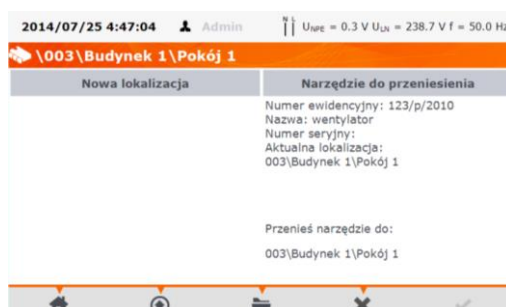 2014/07/25 4:47:04 Admin N L UNPE = 0.3 V ULN = 238.7 V f = 50.0 Hz
\003\Budynek 1\Pokój 1
Nowa lokalizacja
Narzędzie do przeniesienia
Numer ewidencyjny: 123/p/2010
Nazwa: wentylator
Numer seryjny:
Aktualna lokalizacja:
003\Budynek 1\Pokój 1
Przenieś narzędzie do:
003\Budynek 1\Pokój 1